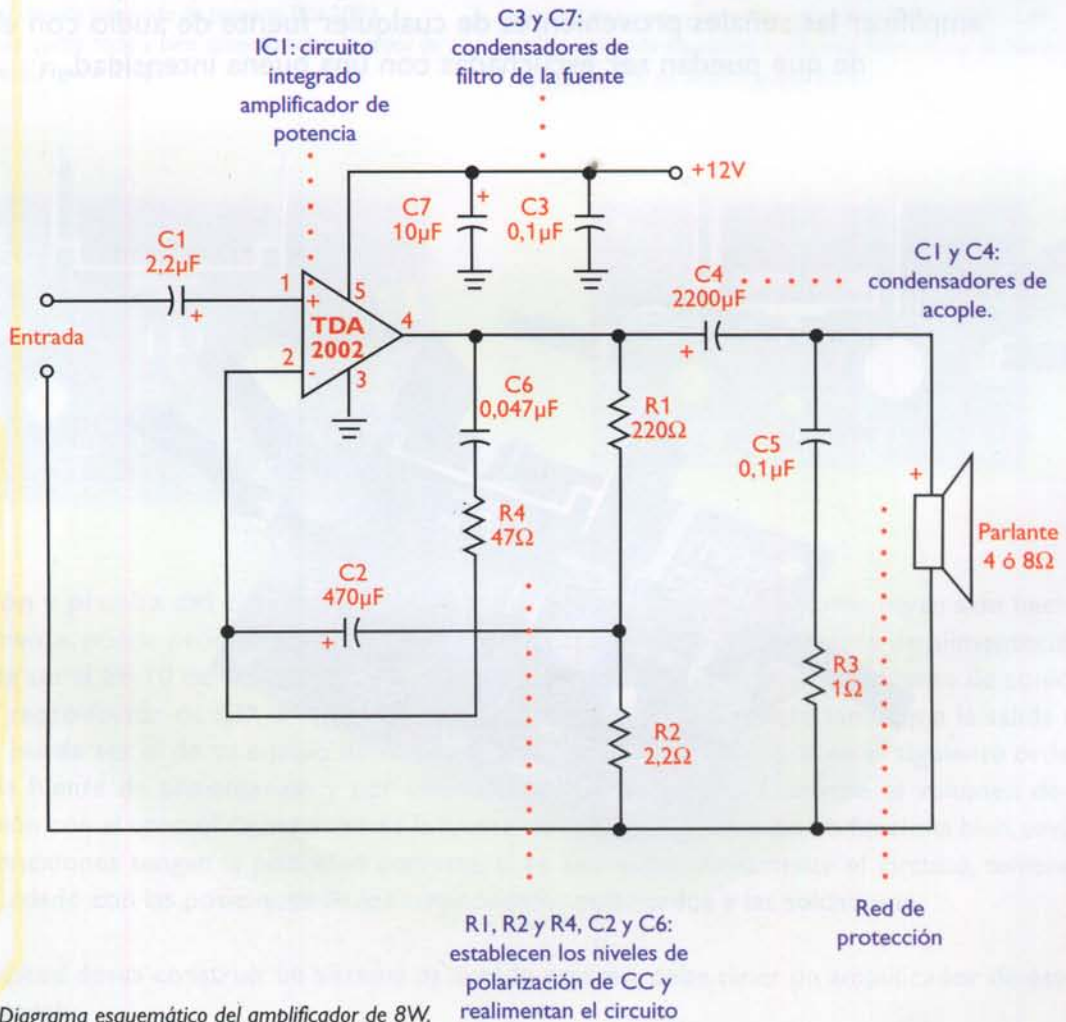 C3 y C7:
condensadores de
filtro de la fuente
IC1: circuito
integrado
amplificador de
potencia
+12V
C7
10µF
+
C3
0,1µF
C1
2,2µF
+
Entrada
1
+
TDA
2002
2
-
5
4
3
C4
2200µF
+
C1 y C4:
condensadores de
acople.
C6
0,047µF
R1
220Ω
C5
0,1µF
R4
47Ω
C2
470µF
+
+
Parlante
4 ó 8Ω
R3
1Ω
R2
2,2Ω
R1, R2 y R4, C2 y C6:
establecen los niveles de
polarización de CC y
realimentan el circuito
Red de
protección
Diagrama esquemático del amplificador de 8W.